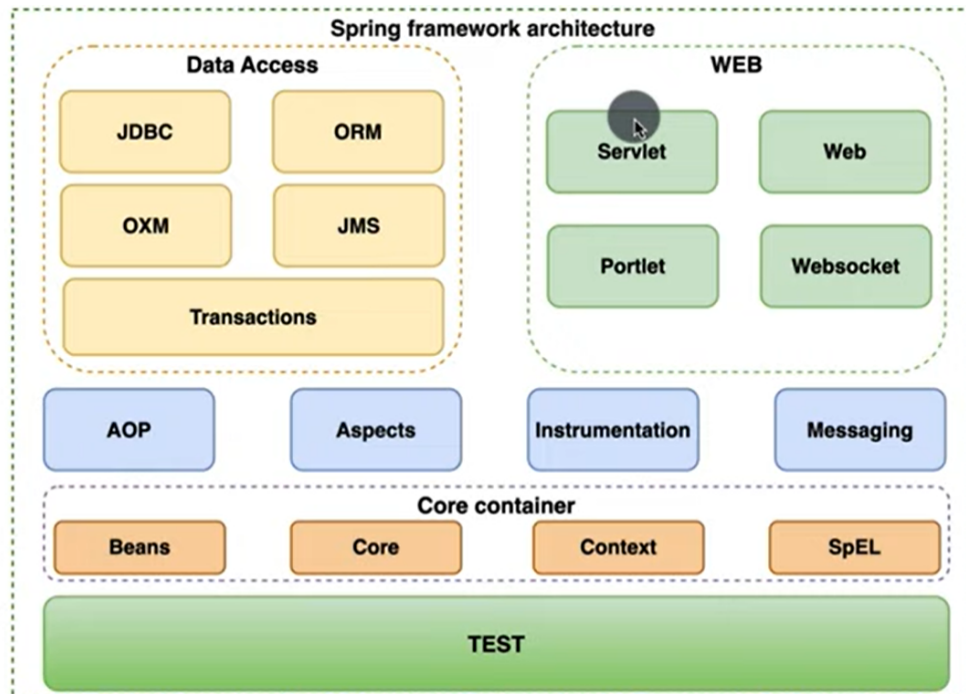 Spring framework architecture
Data Access
JDBC
ORM
OXM
JMS
Transactions
WEB
Servlet
Web
Portlet
Websocket
AOP
Aspects
Instrumentation
Messaging
Core container
Beans
Core
Context
SpEL
TEST